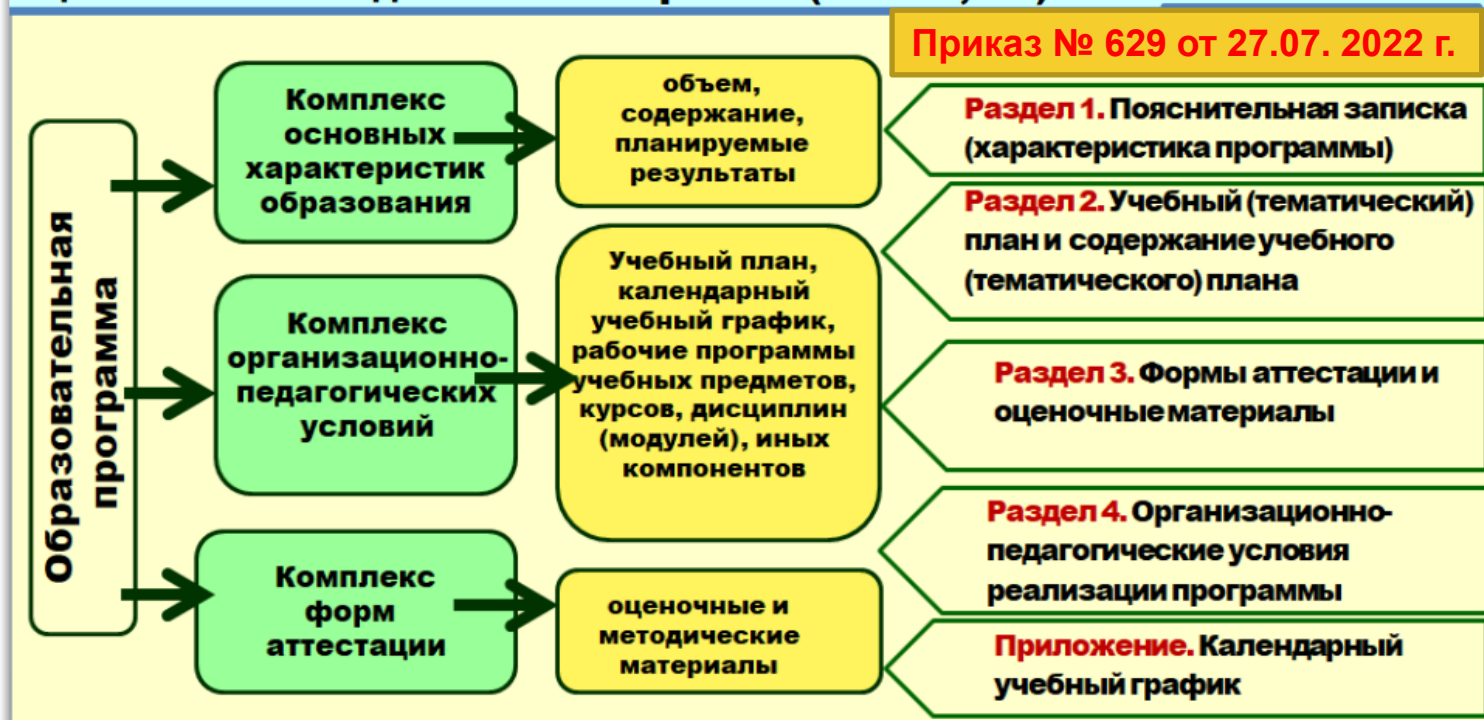 Приказ № 629 от 27.07. 2022 г.
Образовательная
программа
Комплекс
основных
характеристик
образования
объем,
содержание,
планируемые
результаты
Комплекс
организационно-
педагогических
условий
Учебный план,
календарный
учебный график,
рабочие программы
учебных предметов,
курсов, дисциплин
(модулей), иных
компонентов
Комплекс
форм
аттестации
оценочные и
методические
материалы
Раздел 1. Пояснительная записка
(характеристика программы)
Раздел 2. Учебный (тематический)
план и содержание учебного
(тематического) плана
Раздел 3. Формы аттестации и
оценочные материалы
Раздел 4. Организационно-
педагогические условия
реализации программы
Приложение. Календарный
учебный график